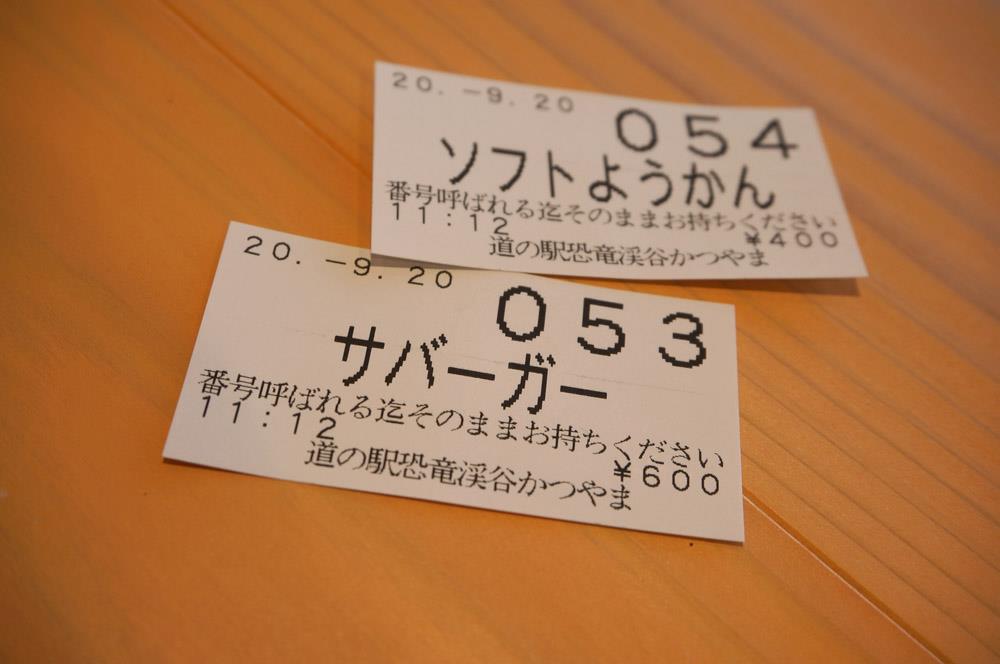 20.-9.20
054
ソフトようかん
番号呼ばれる迄そのままお持ちください
11:12
¥400
道の駅恐竜渓谷かつやま
20.-9.20
053
サバーガー
番号呼ばれる迄そのままお持ちください
11:12
¥600
道の駅恐竜渓谷かつやま